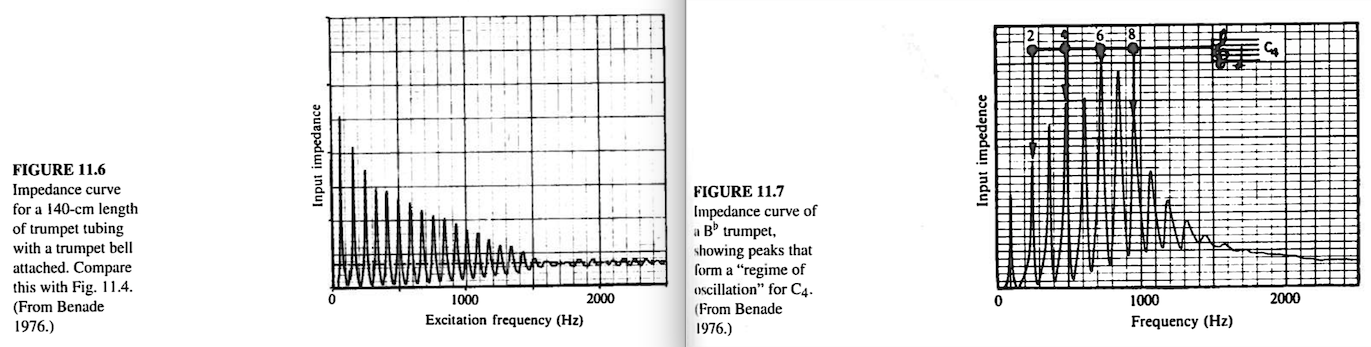 FIGURE 11.6
Impedance curve
for a 140-cm length
of trumpet tubing
with a trumpet bell
attached. Compare
this with Fig. 11.4.
(From Benade
1976.)
Input impedance
0
1000
2000
Excitation frequency (Hz)
FIGURE 11.7
Impedance curve of
a B♭ trumpet,
showing peaks that
form a “regime of
oscillation” for C4.
(From Benade
1976.)
Input impedence
2
6
8
C4
0
1000
2000
Frequency (Hz)